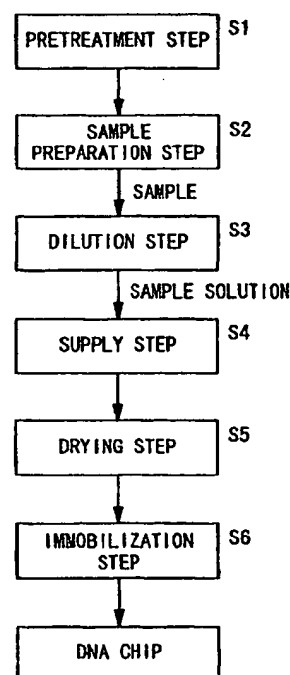 PRETREATMENT STEP
S1
SAMPLE
PREPARATION STEP
S2
SAMPLE
DILUTION STEP
S3
SAMPLE SOLUTION
SUPPLY STEP
S4
DRYING STEP
S5
IMMOBILIZATION
STEP
S6
DNA CHIP